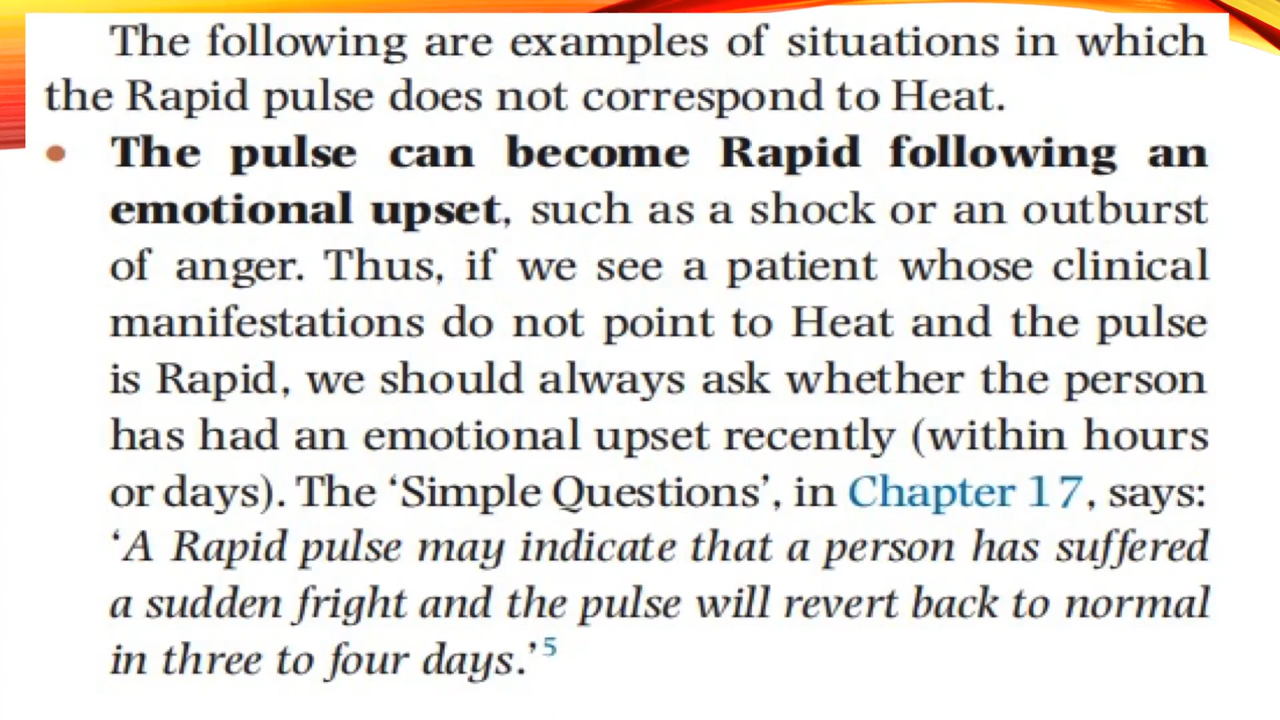 The following are examples of situations in which
the Rapid pulse does not correspond to Heat.
• The pulse can become Rapid following an
emotional upset, such as a shock or an outburst
of anger. Thus, if we see a patient whose clinical
manifestations do not point to Heat and the pulse
is Rapid, we should always ask whether the person
has had an emotional upset recently (within hours
or days). The ‘Simple Questions’, in Chapter 17, says:
‘A Rapid pulse may indicate that a person has suffered
a sudden fright and the pulse will revert back to normal
in three to four days.’5